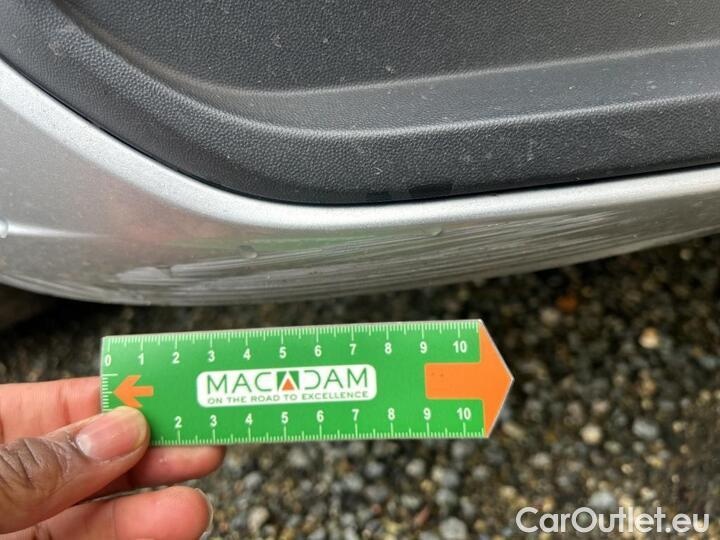 0 1 2 3 4 5 6 7 8 9 10
MACADAM
ON THE ROAD TO EXCELLENCE
2 3 4 5 6 7 8 9 10
CarOutlet.eu